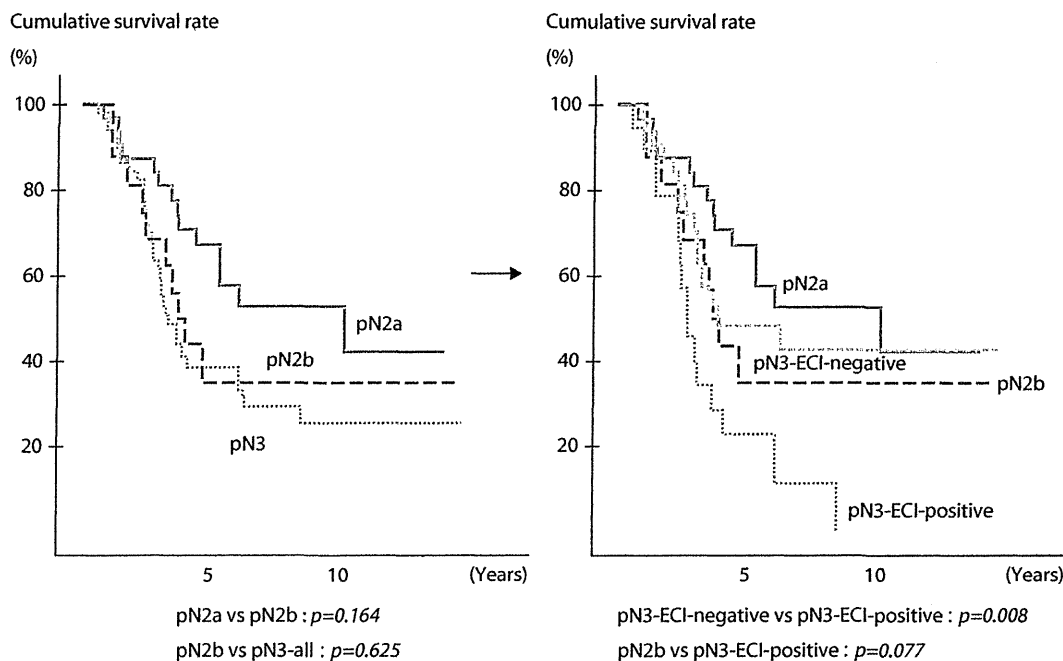 Cumulative survival rate
(%)
100
80
60
40
20
pN2a
pN2b
pN3
5
10
(Years)
pN2a vs pN2b : p=0.164
pN2b vs pN3-all : p=0.625
Cumulative survival rate
(%)
100
80
60
40
20
pN2a
pN3-ECI-negative
pN2b
pN3-ECI-positive
5
10
(Years)
pN3-ECI-negative vs pN3-ECI-positive : p=0.008
pN2b vs pN3-ECI-positive : p=0.077